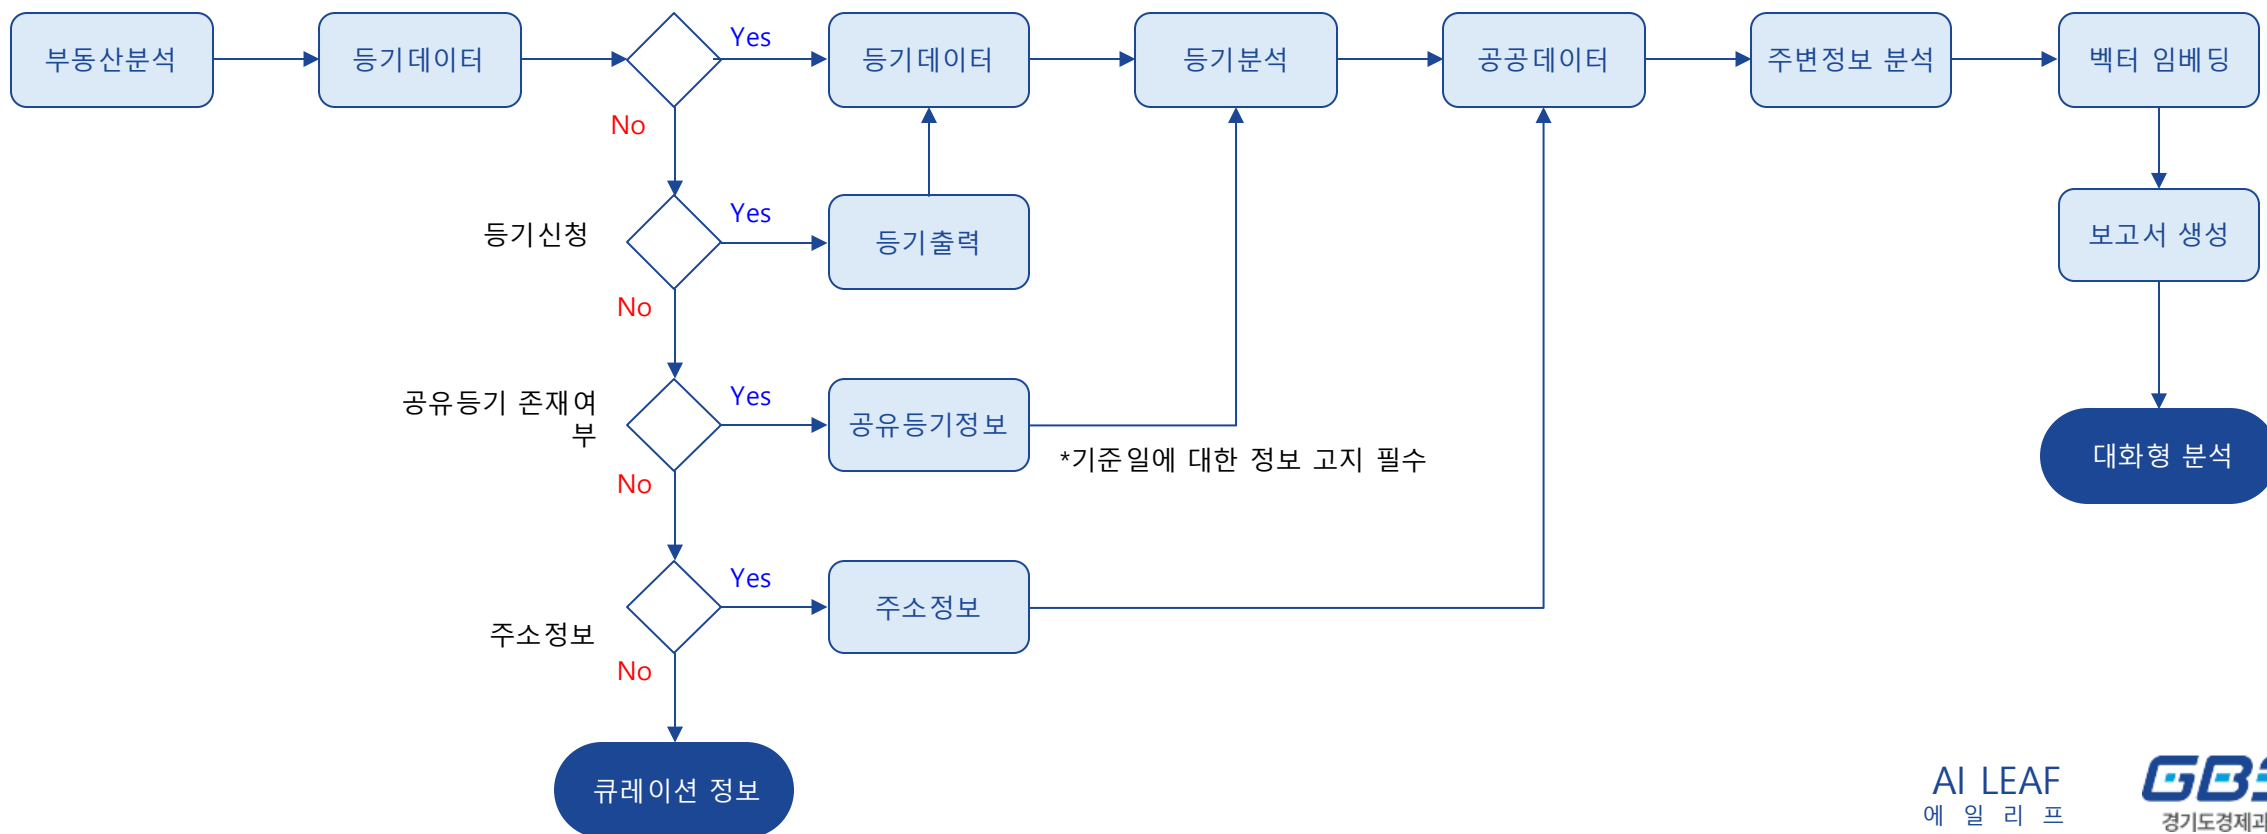 부동산분석
등기데이터
Yes
등기데이터
등기분석
공공데이터
주변정보 분석
벡터 임베딩
No
등기신청
Yes
등기출력
보고서 생성
No
공유등기 존재여
부
Yes
공유등기정보
*기준일에 대한 정보 고지 필수
대화형 분석
No
Yes
주소정보
주소정보
No
큐레이션 정보
AI LEAF
에 일 리 프